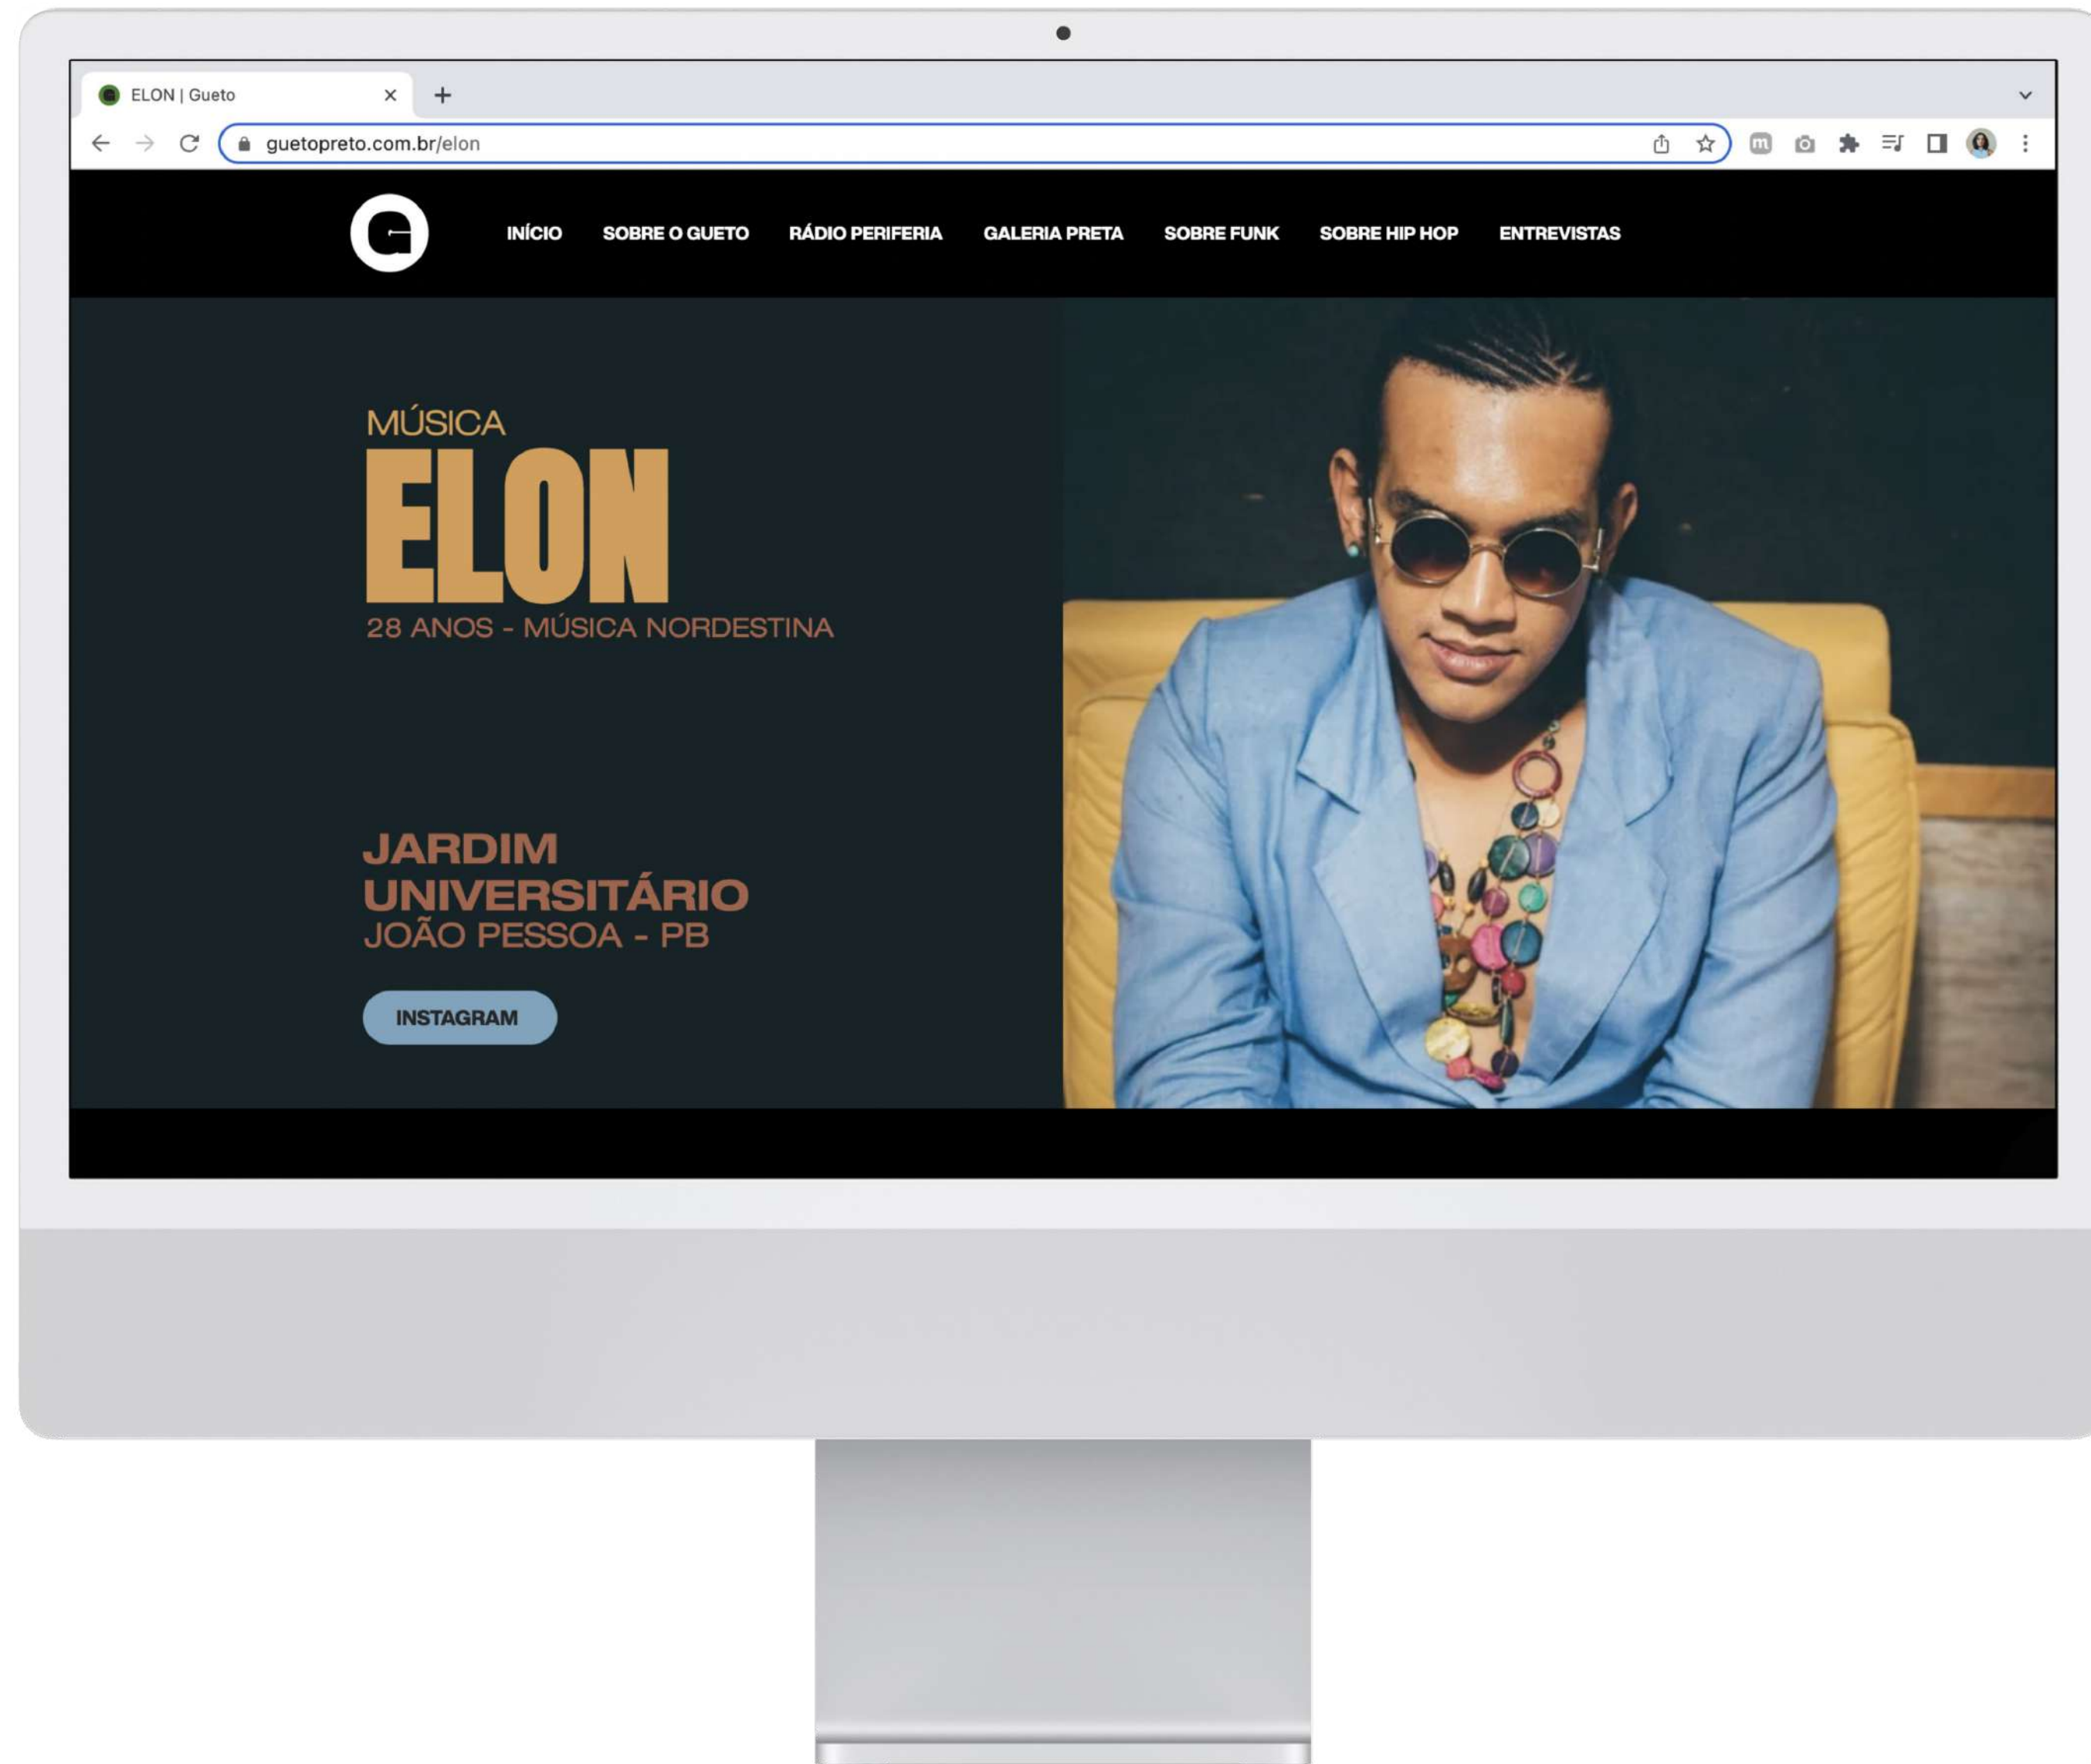 ELON | Gueto
guetopreto.com.br/elon
m
G
INÍCIO SOBRE O GUETO RÁDIO PERIFERIA GALERIA PRETA SOBRE FUNK SOBRE HIP HOP ENTREVISTAS
MÚSICA
ELON
28 ANOS - MÚSICA NORDESTINA
JARDIM
UNIVERSITÁRIO
JOÃO PESSOA - PB
INSTAGRAM